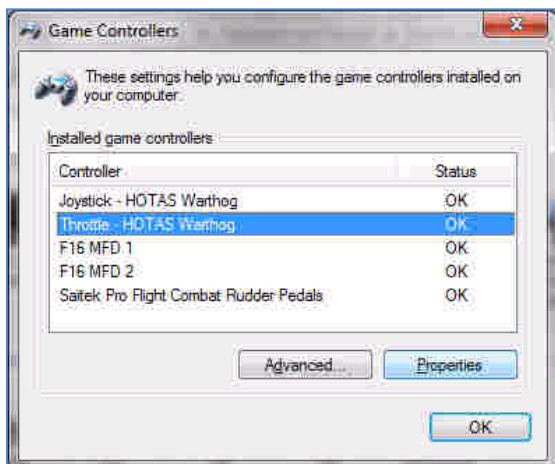 Game Controllers
These settings help you configure the game controllers installed on
your computer.
Installed game controllers
Controller Status
Joystick - HOTAS Warthog OK
Throttle - HOTAS Warthog OK
F16 MFD 1 OK
F16 MFD 2 OK
Saitek Pro Flight Combat Rudder Pedals OK
Advanced... Properties
OK